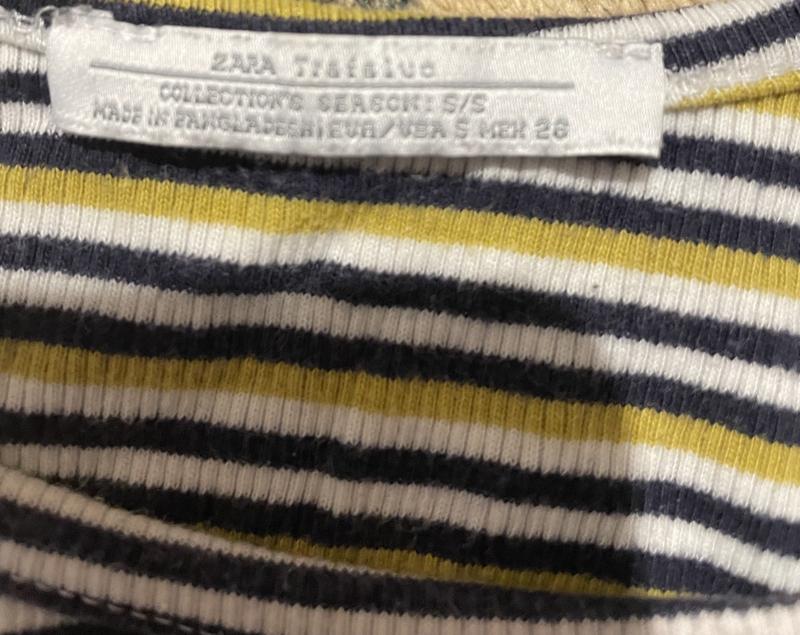 ZARA Trafaluc
COLLECTION'S SEASON: S/S
MADE IN BANGLADESH|EUR/USA S MEX 26